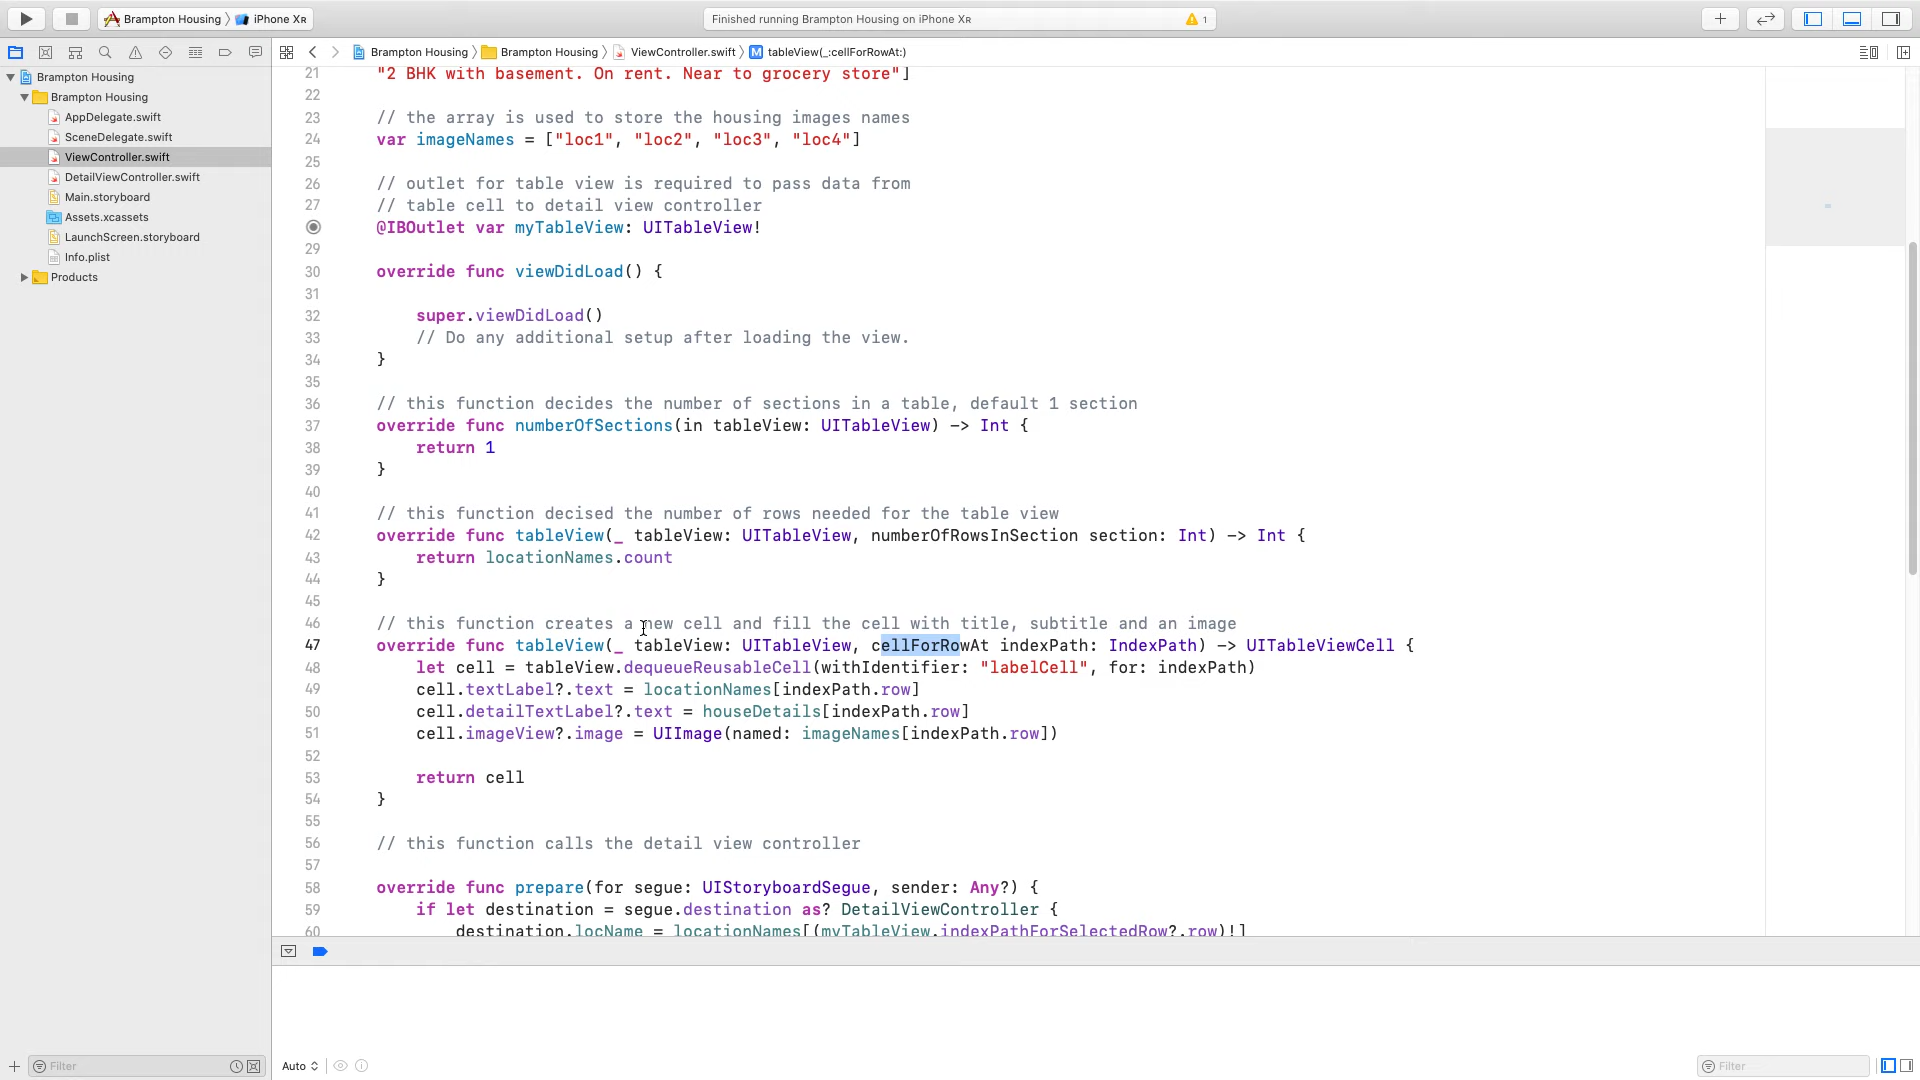 Brampton Housing 〉 iPhone XR
Finished running Brampton Housing on iPhone XR
1
Brampton Housing 〉 Brampton Housing 〉 ViewController.swift 〉 M tableView(_:cellForRowAt:)
Brampton Housing
Brampton Housing
AppDelegate.swift
SceneDelegate.swift
ViewController.swift
DetailViewController.swift
Main.storyboard
Assets.xcassets
LaunchScreen.storyboard
Info.plist
Products
21 "2 BHK with basement. On rent. Near to grocery store"]
22
23 // the array is used to store the housing images names
24 var imageNames = ["loc1", "loc2", "loc3", "loc4"]
25
26 // outlet for table view is required to pass data from
27 // table cell to detail view controller
@IBOutlet var myTableView: UITableView!
29
30 override func viewDidLoad() {
31
32 super.viewDidLoad()
33 // Do any additional setup after loading the view.
34 }
35
36 // this function decides the number of sections in a table, default 1 section
37 override func numberOfSections(in tableView: UITableView) -> Int {
38 return 1
39 }
40
41 // this function decised the number of rows needed for the table view
42 override func tableView(_ tableView: UITableView, numberOfRowsInSection section: Int) -> Int {
43 return locationNames.count
44 }
45
46 // this function creates a new cell and fill the cell with title, subtitle and an image
47 override func tableView(_ tableView: UITableView, cellForRowAt indexPath: IndexPath) -> UITableViewCell {
48 let cell = tableView.dequeueReusableCell(withIdentifier: "labelCell", for: indexPath)
49 cell.textLabel?.text = locationNames[indexPath.row]
50 cell.detailTextLabel?.text = houseDetails[indexPath.row]
51 cell.imageView?.image = UIImage(named: imageNames[indexPath.row])
52
53 return cell
54 }
55
56 // this function calls the detail view controller
57
58 override func prepare(for segue: UIStoryboardSegue, sender: Any?) {
59 if let destination = segue.destination as? DetailViewController {
60 destination.locName = locationNames[(myTableView.indexPathForSelectedRow?.row)!]
Filter
Auto
Filter